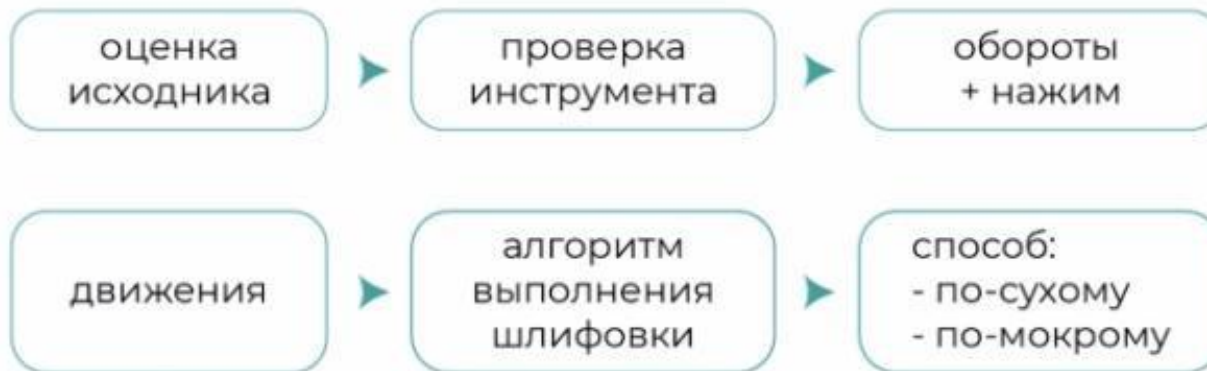 оценка
исходника
проверка
инструмента
обороты
+ нажим
движения
алгоритм
выполнения
шлифовки
способ:
- по-сухому
- по-мокрому